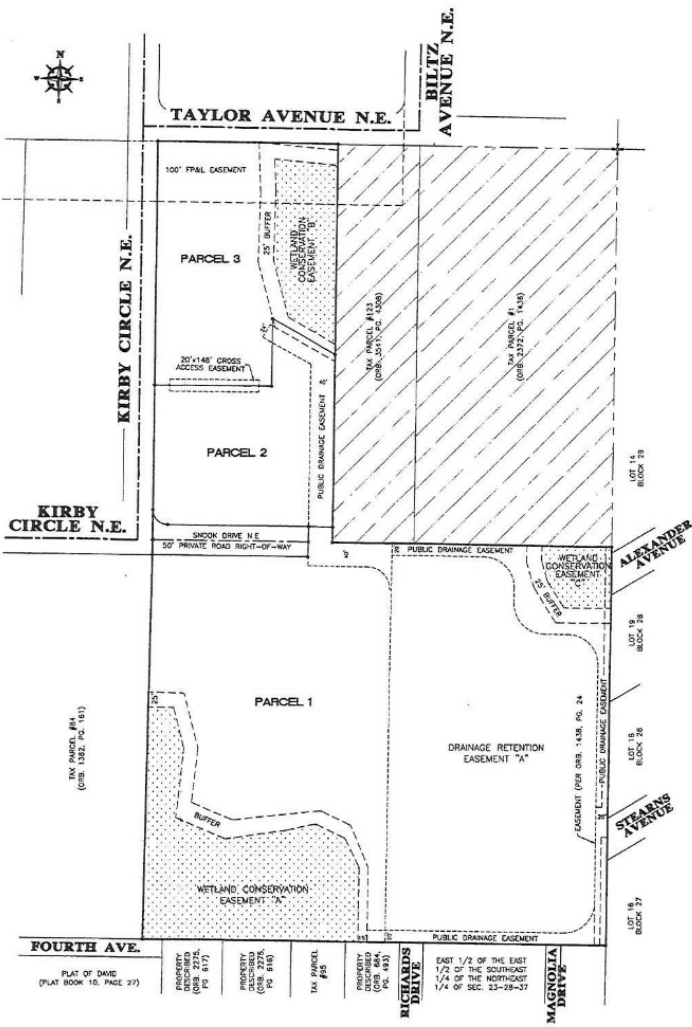 N
TAYLOR AVENUE N.E.
BILTZ
AVENUE N.E.
100' FP&L EASEMENT
25' BUFFER
WETLAND
CONSERVATION
EASEMENT "B"
PARCEL 3
KIRBY CIRCLE N.E.
TAX PARCEL #123
(ORB. 3541, PG. 4308)
TAX PARCEL #1
(ORB. 2372, PG. 1436)
20'x148' CROSS
ACCESS EASEMENT
PUBLIC DRAINAGE EASEMENT
PARCEL 2
LOT 14
BLOCK 29
KIRBY
CIRCLE N.E.
SNOOK DRIVE N E
50' PRIVATE ROAD RIGHT-OF-WAY
PUBLIC DRAINAGE EASEMENT
WETLAND
CONSERVATION
EASEMENT
"C"
25' BUFFER
ALEXANDER
AVENUE
LOT 19
BLOCK 28
TAX PARCEL #84
(ORB. 1382, PG. 161)
25'
PARCEL 1
DRAINAGE RETENTION
EASEMENT "A"
EASEMENT (PER ORB. 1438, PG. 24
PUBLIC DRAINAGE EASEMENT
LOT 18
BLOCK 28
BUFFER
20'
STEARNS
AVENUE
WETLAND CONSERVATION
EASEMENT "A"
LOT 16
BLOCK 27
25'
PUBLIC DRAINAGE EASEMENT
FOURTH AVE.
PLAT OF DAVID
(PLAT BOOK 10, PAGE 27)
PROPERTY
DESCRIBED
(ORB. 2275,
PG 617)
PROPERTY
DESCRIBED
(ORB. 2275,
PG 616)
TAX PARCEL
#95
PROPERTY
DESCRIBED
(ORB. 684,
PG. 493)
RICHARDS
DRIVE
EAST 1/2 OF THE EAST
1/2 OF THE SOUTHEAST
1/4 OF THE NORTHEAST
1/4 OF SEC. 23-28-37
MAGNOLIA
DRIVE